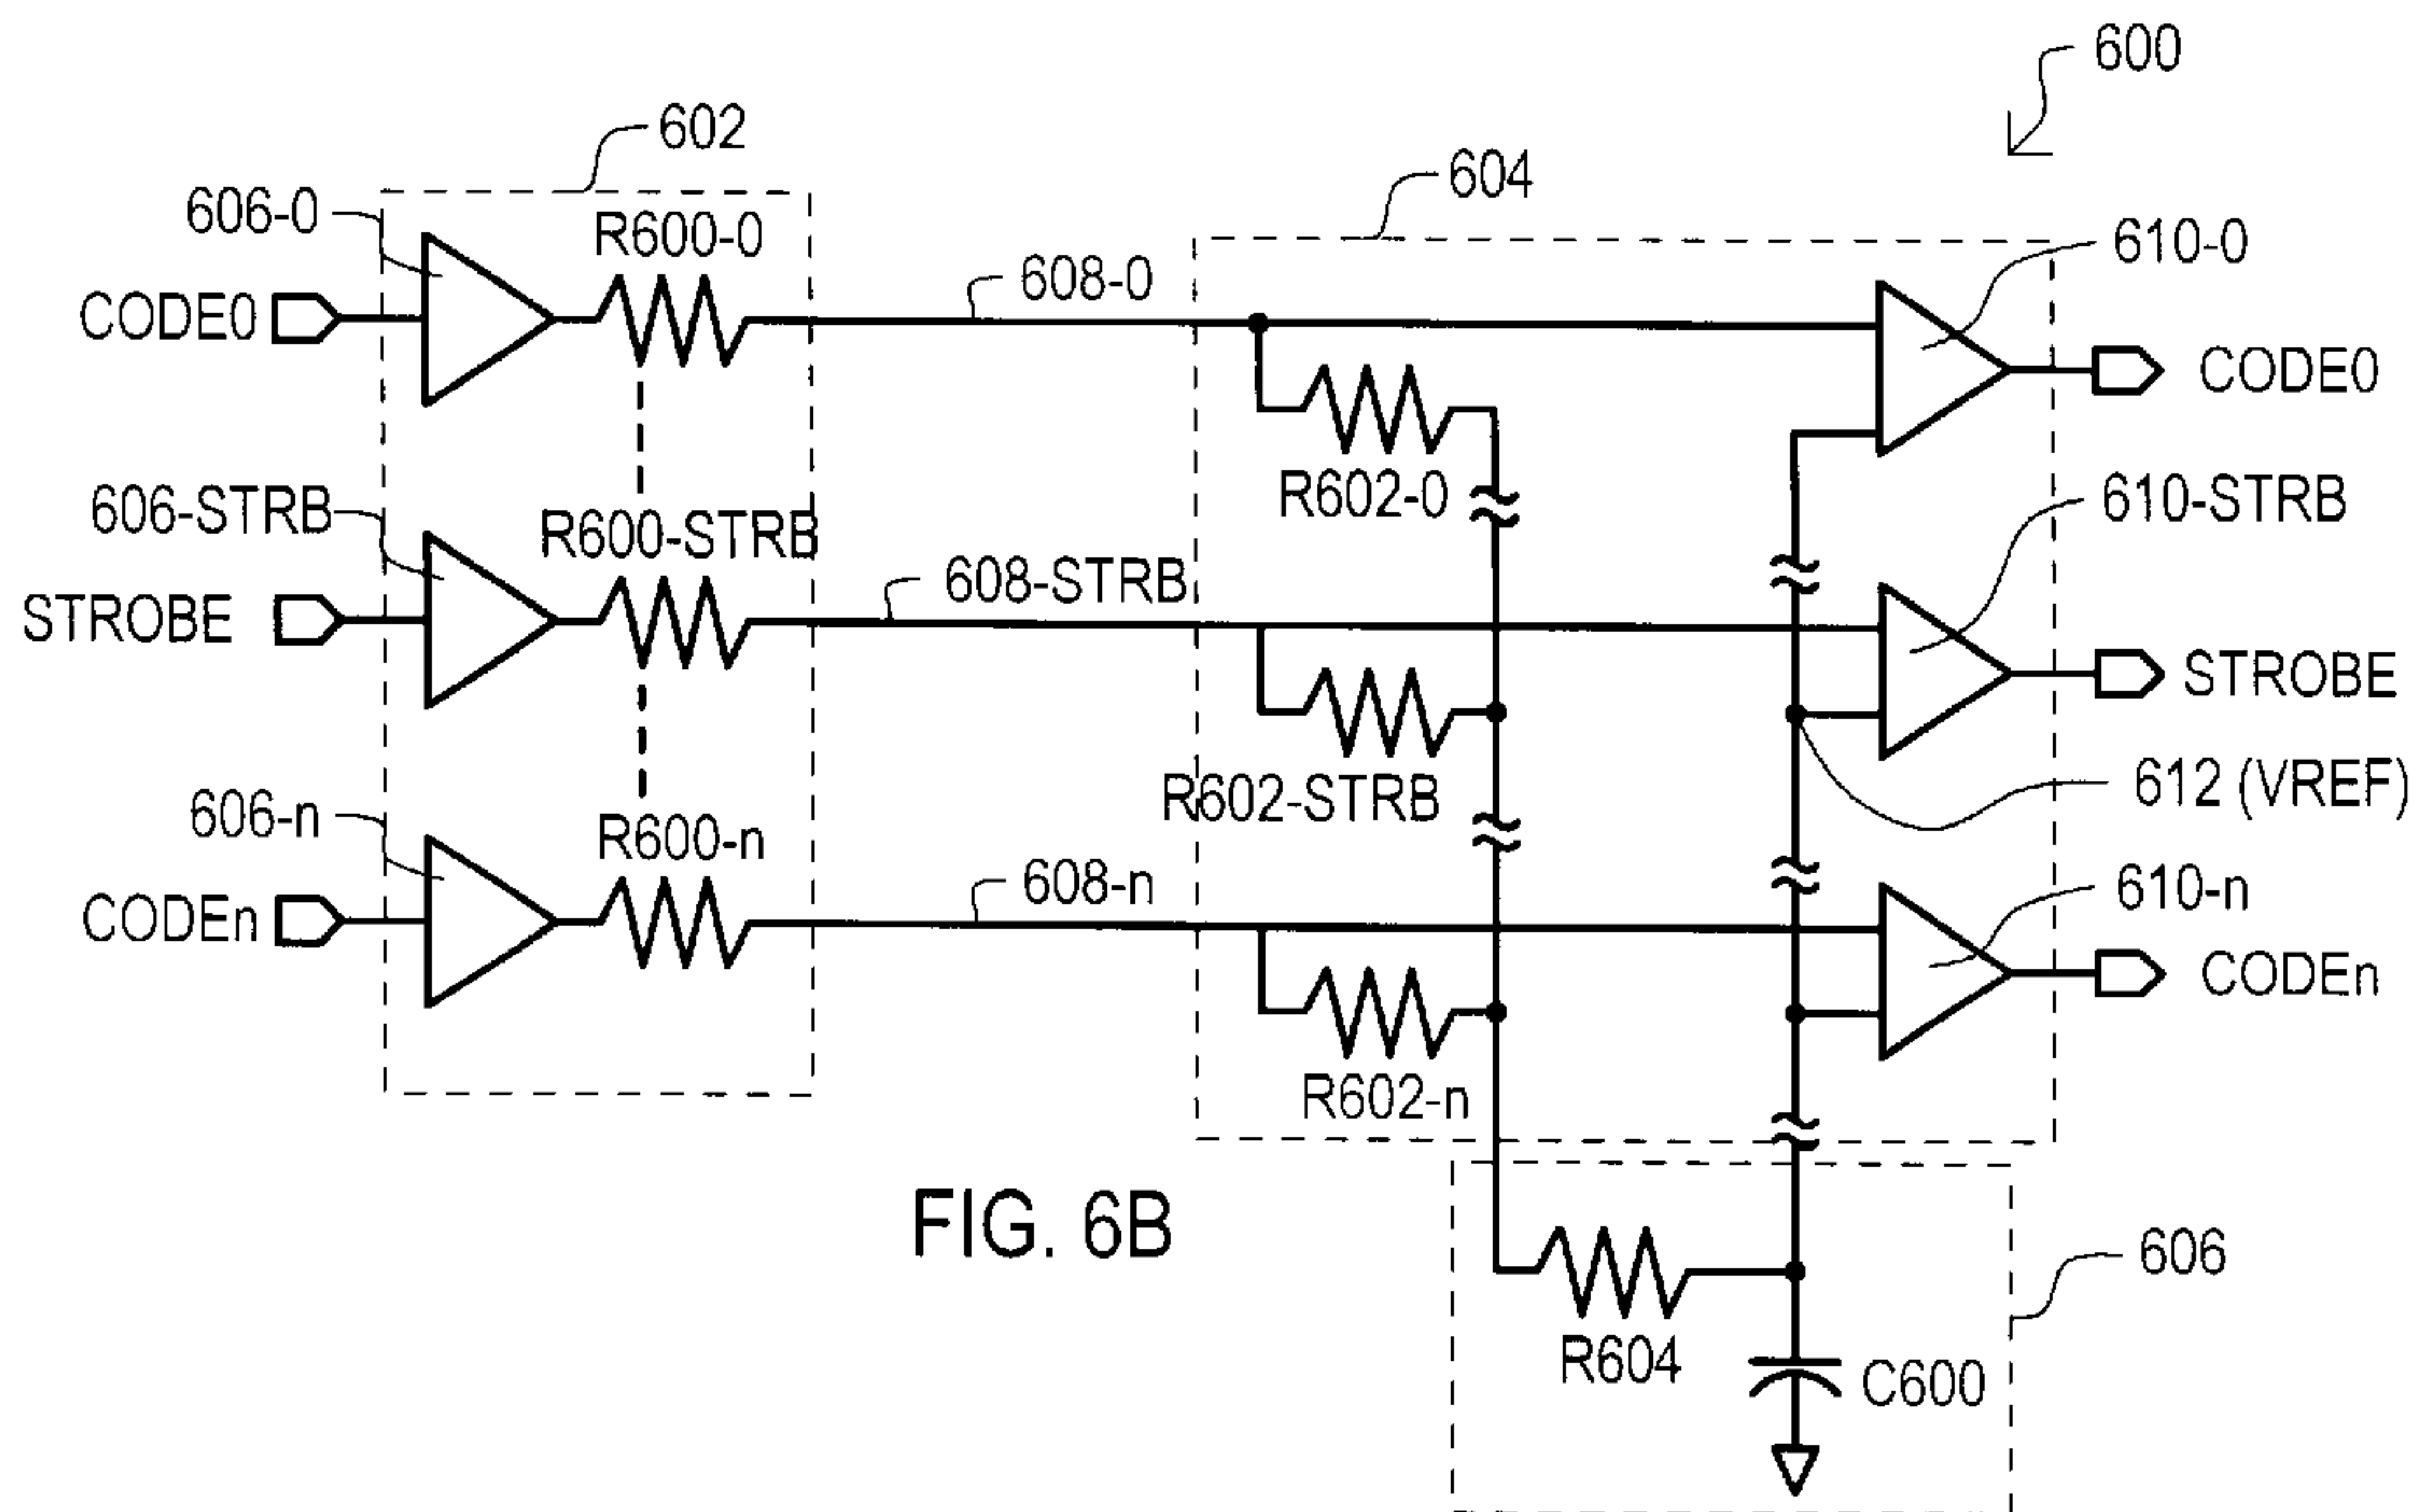 600
602
604
606-0
R600-0
608-0
610-0
CODE0
CODE0
R602-0
606-STRB
R600-STRB
608-STRB
610-STRB
STROBE
STROBE
R602-STRB
612 (VREF)
606-n
R600-n
608-n
610-n
CODEn
CODEn
R602-n
FIG. 6B
606
R604
C600